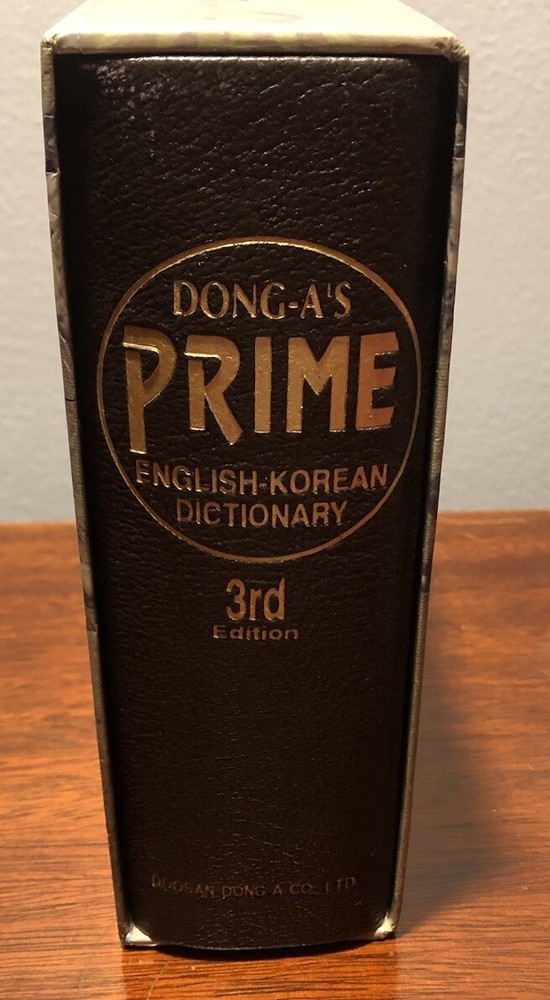 DONG-A'S
PRIME
ENGLISH-KOREAN
DICTIONARY
3rd
Edition
DOOSAN DONG-A CO., LTD.